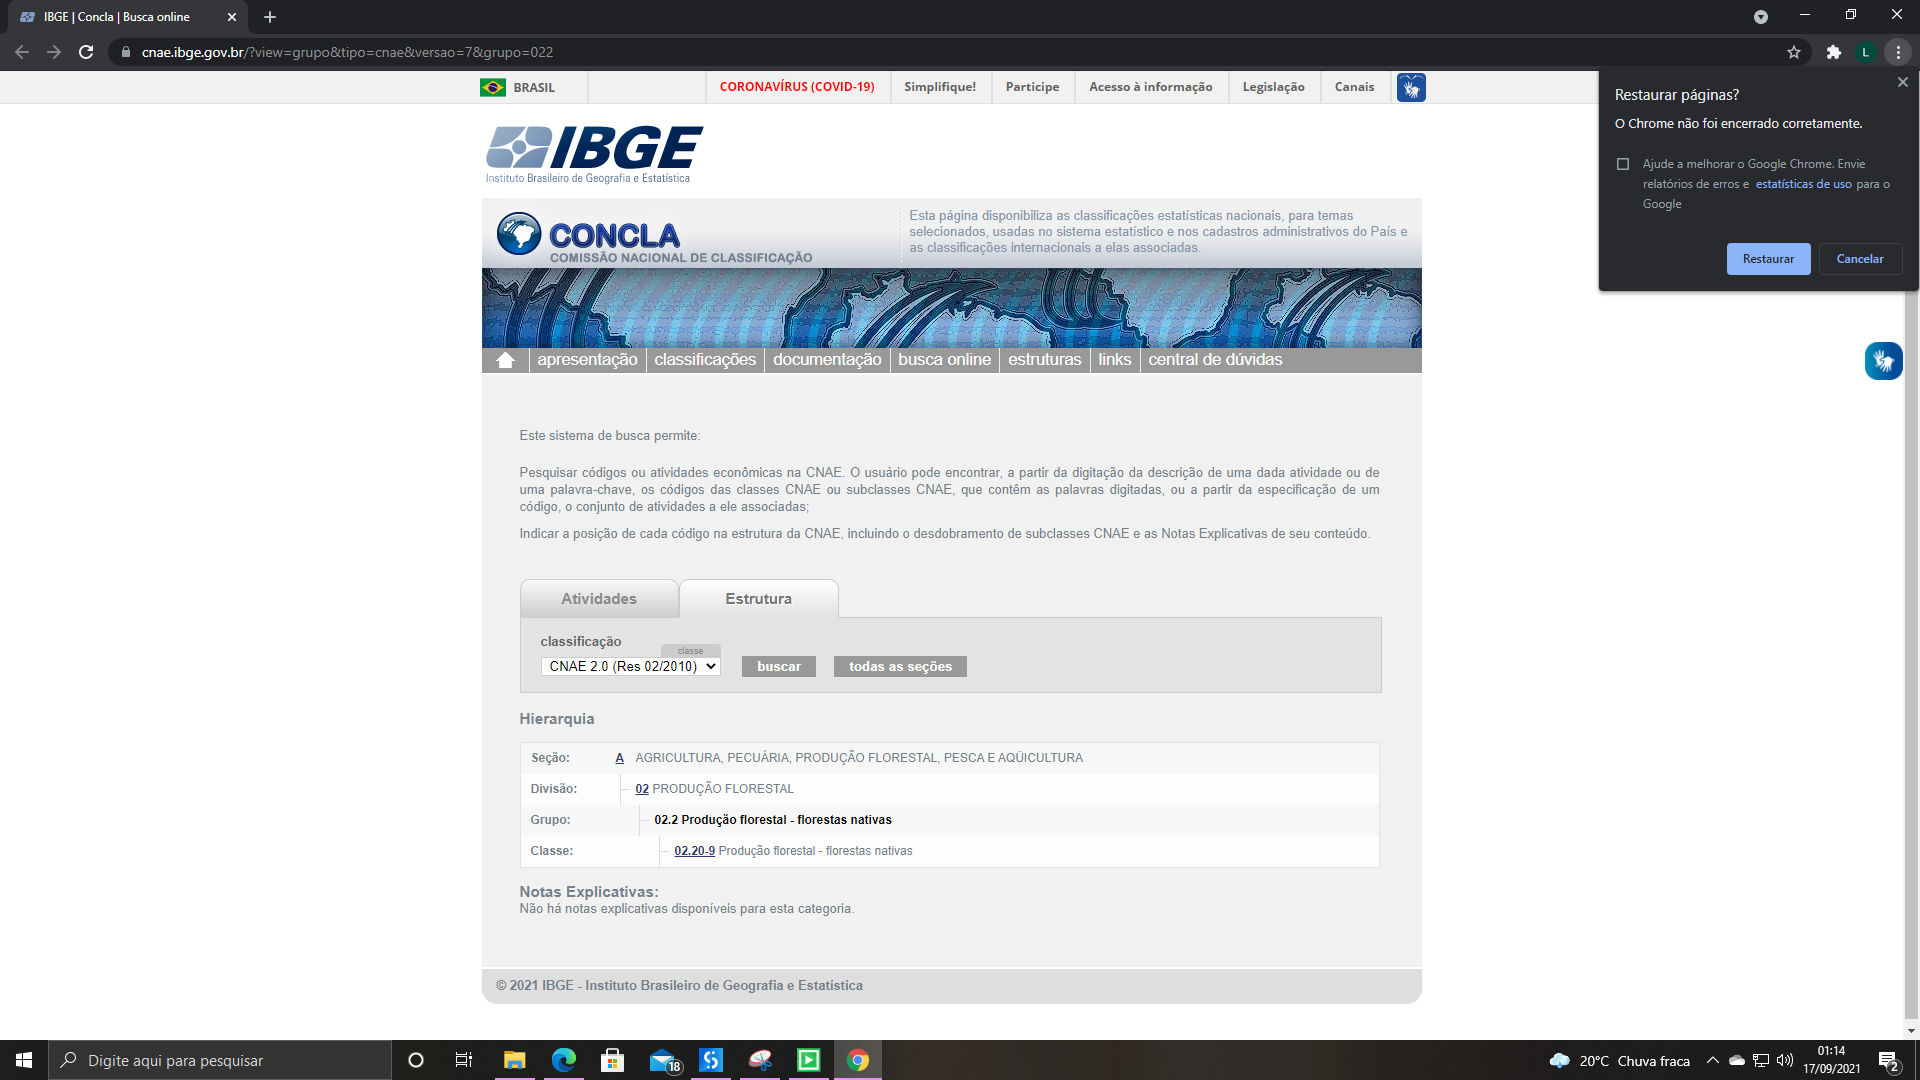 IBGE | Concla | Busca online
cnae.ibge.gov.br/?view=grupo&tipo=cnae&versao=7&grupo=022
L
BRASIL
CORONAVÍRUS (COVID-19)
Simplifique!
Participe
Acesso à informação
Legislação
Canais
Restaurar páginas?
O Chrome não foi encerrado corretamente.
Ajude a melhorar o Google Chrome. Envie
relatórios de erros e estatísticas de uso para o
Google
Restaurar
Cancelar
IBGE
Instituto Brasileiro de Geografia e Estatística
CONCLA
COMISSÃO NACIONAL DE CLASSIFICAÇÃO
Esta página disponibiliza as classificações estatísticas nacionais, para temas
selecionados, usadas no sistema estatístico e nos cadastros administrativos do País e
as classificações internacionais a elas associadas.
apresentação
classificações
documentação
busca online
estruturas
links
central de dúvidas
Este sistema de busca permite:
Pesquisar códigos ou atividades econômicas na CNAE. O usuário pode encontrar, a partir da digitação da descrição de uma dada atividade ou de
uma palavra-chave, os códigos das classes CNAE ou subclasses CNAE, que contêm as palavras digitadas, ou a partir da especificação de um
código, o conjunto de atividades a ele associadas;
Indicar a posição de cada código na estrutura da CNAE, incluindo o desdobramento de subclasses CNAE e as Notas Explicativas de seu conteúdo.
Atividades
Estrutura
classificação
classe
CNAE 2.0 (Res 02/2010)
buscar
todas as seções
Hierarquia
Seção: A AGRICULTURA, PECUÁRIA, PRODUÇÃO FLORESTAL, PESCA E AQÜICULTURA
Divisão: 02 PRODUÇÃO FLORESTAL
Grupo: 02.2 Produção florestal - florestas nativas
Classe: 02.20-9 Produção florestal - florestas nativas
Notas Explicativas:
Não há notas explicativas disponíveis para esta categoria.
© 2021 IBGE - Instituto Brasileiro de Geografia e Estatística
Digite aqui para pesquisar
18
20°C Chuva fraca
01:14
17/09/2021
2